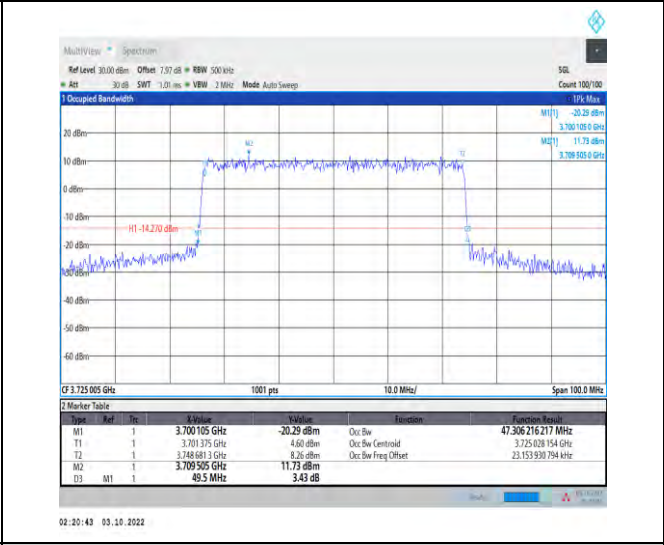 MultiView Spectrum
Ref Level 30.00 dBm Offset 7.97 dB RBW 500 kHz SGL
Att 30 dB SWT 1.01 ms VBW 2 MHz Mode Auto Sweep Count 100/100
1 Occupied Bandwidth 1Pk Max
M1[1] -20.29 dBm
3.700 105 0 GHz
M2[1] 11.73 dBm
3.709 505 0 GHz
20 dBm
M2
T2
10 dBm
0 dBm
-10 dBm
H1 -14.270 dBm
M1
-20 dBm
-30 dBm
-40 dBm
-50 dBm
-60 dBm
CF 3.725 005 GHz 1001 pts 10.0 MHz/ Span 100.0 MHz
2 Marker Table
Type Ref Trc X-Value Y-Value Function Function Result
M1 1 3.700 105 GHz -20.29 dBm Occ Bw 47.306 216 217 MHz
T1 1 3.701 375 GHz 4.60 dBm Occ Bw Centroid 3.725 028 154 GHz
T2 1 3.748 681 3 GHz 8.26 dBm Occ Bw Freq Offset 23.153 930 794 kHz
M2 1 3.709 505 GHz 11.73 dBm
D3 M1 1 49.5 MHz 3.43 dB
02:20:43 03.10.2022